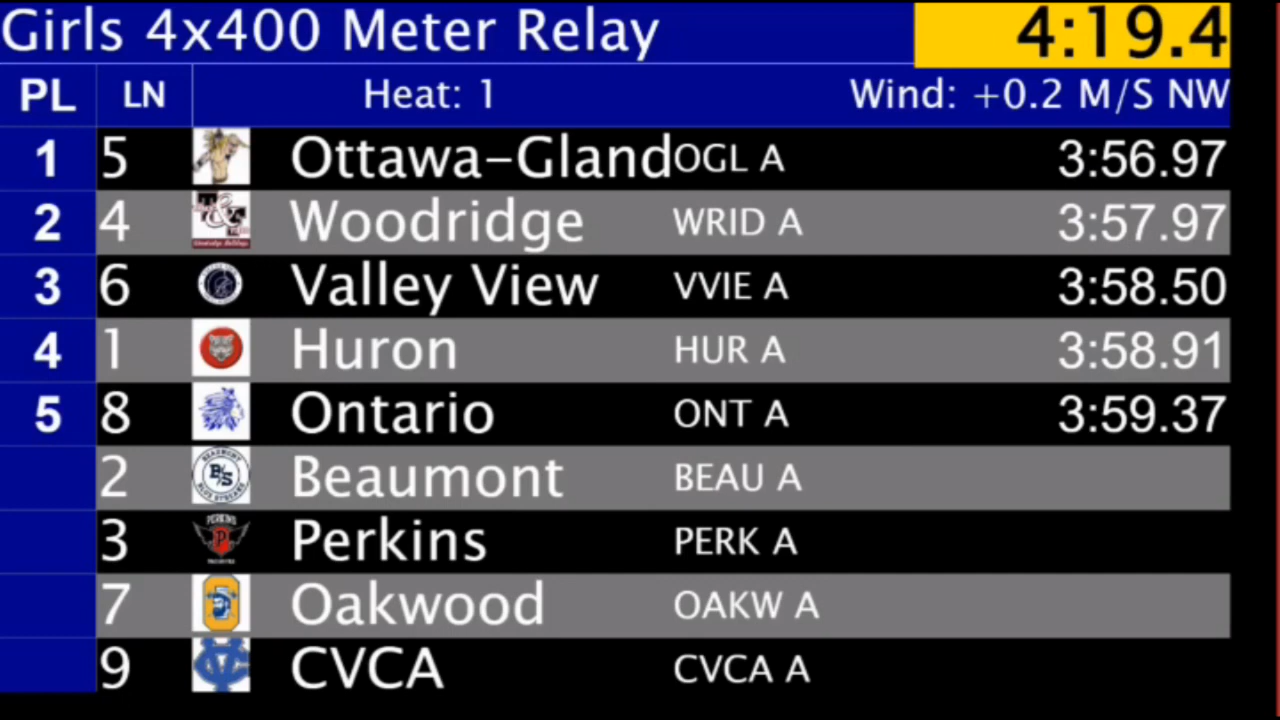 Girls 4x400 Meter Relay 4:19.4
PL LN Heat: 1 Wind: +0.2 M/S NW
1 5 Ottawa-Gland OGL A 3:56.97
2 4 Woodridge WRID A 3:57.97
3 6 Valley View VVIE A 3:58.50
4 1 Huron HUR A 3:58.91
5 8 Ontario ONT A 3:59.37
2 Beaumont BEAU A
3 Perkins PERK A
7 Oakwood OAKW A
9 CVCA CVCA A